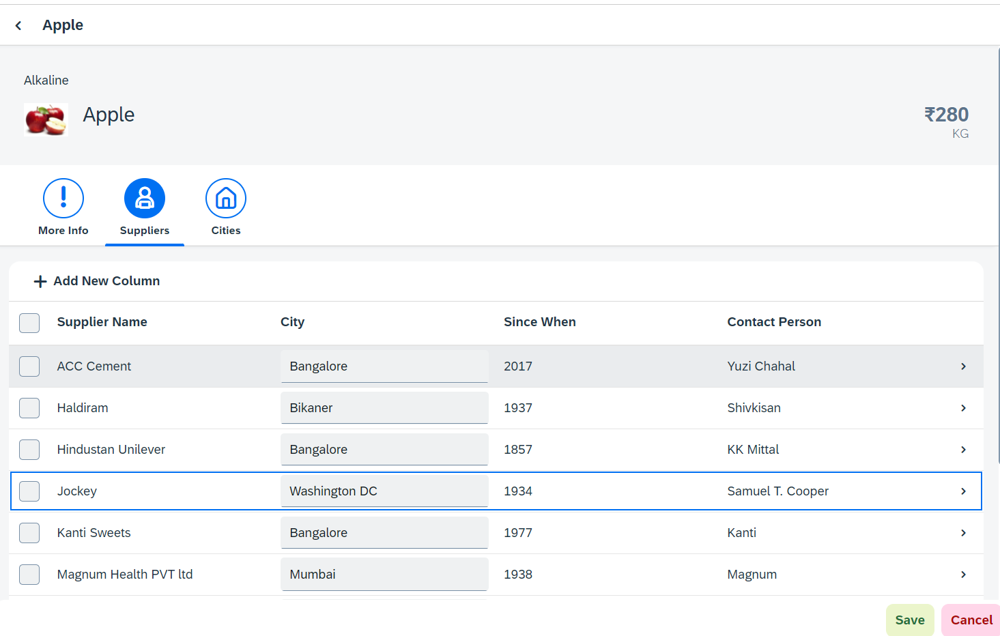 Apple
Alkaline
Apple
₹280
KG
More Info
Suppliers
Cities
Add New Column
Supplier Name City Since When Contact Person
ACC Cement Bangalore 2017 Yuzi Chahal
Haldiram Bikaner 1937 Shivkisan
Hindustan Unilever Bangalore 1857 KK Mittal
Jockey Washington DC 1934 Samuel T. Cooper
Kanti Sweets Bangalore 1977 Kanti
Magnum Health PVT ltd Mumbai 1938 Magnum
Save Cancel